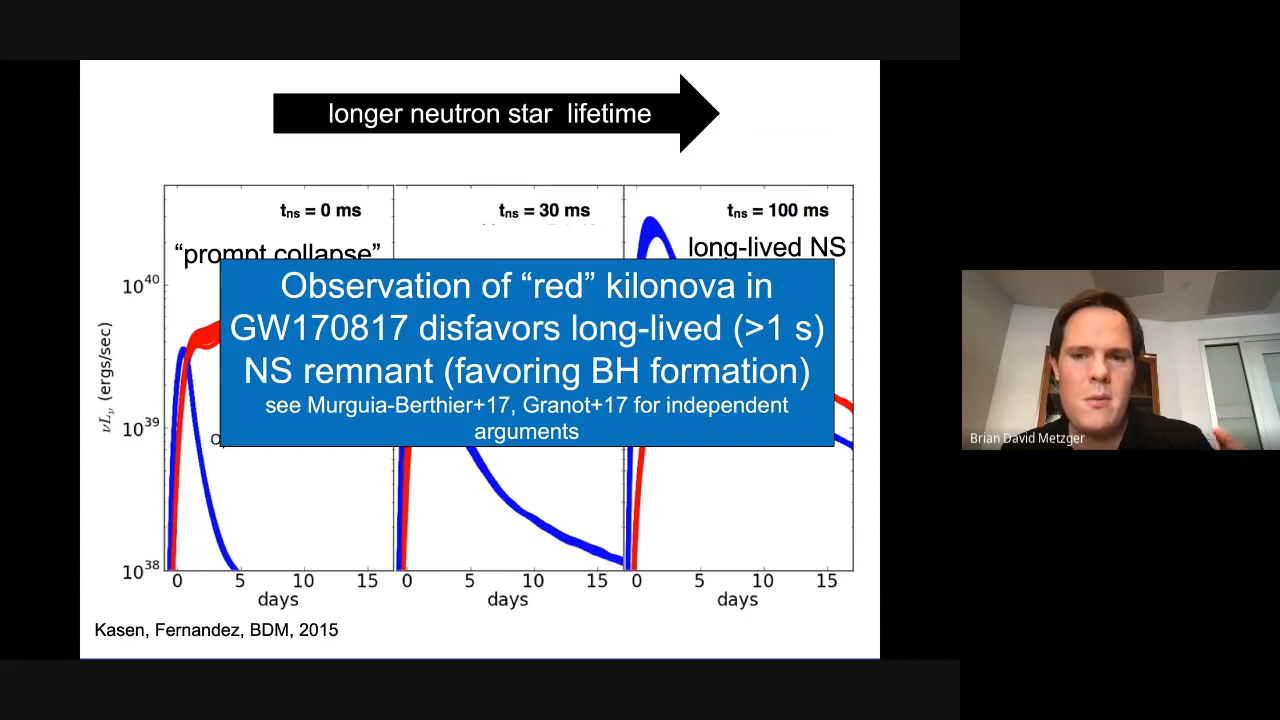 longer neutron star lifetime
tns = 0 ms
tns = 30 ms
tns = 100 ms
“prompt collapse”
long-lived NS
Observation of “red” kilonova in
GW170817 disfavors long-lived (>1 s)
NS remnant (favoring BH formation)
see Murguia-Berthier+17, Granot+17 for independent
arguments
νLν (ergs/sec)
10^40
10^39
10^38
0 5 10 15
0 5 10 15
0 5 10 15
days
days
days
Kasen, Fernandez, BDM, 2015
Brian David Metzger